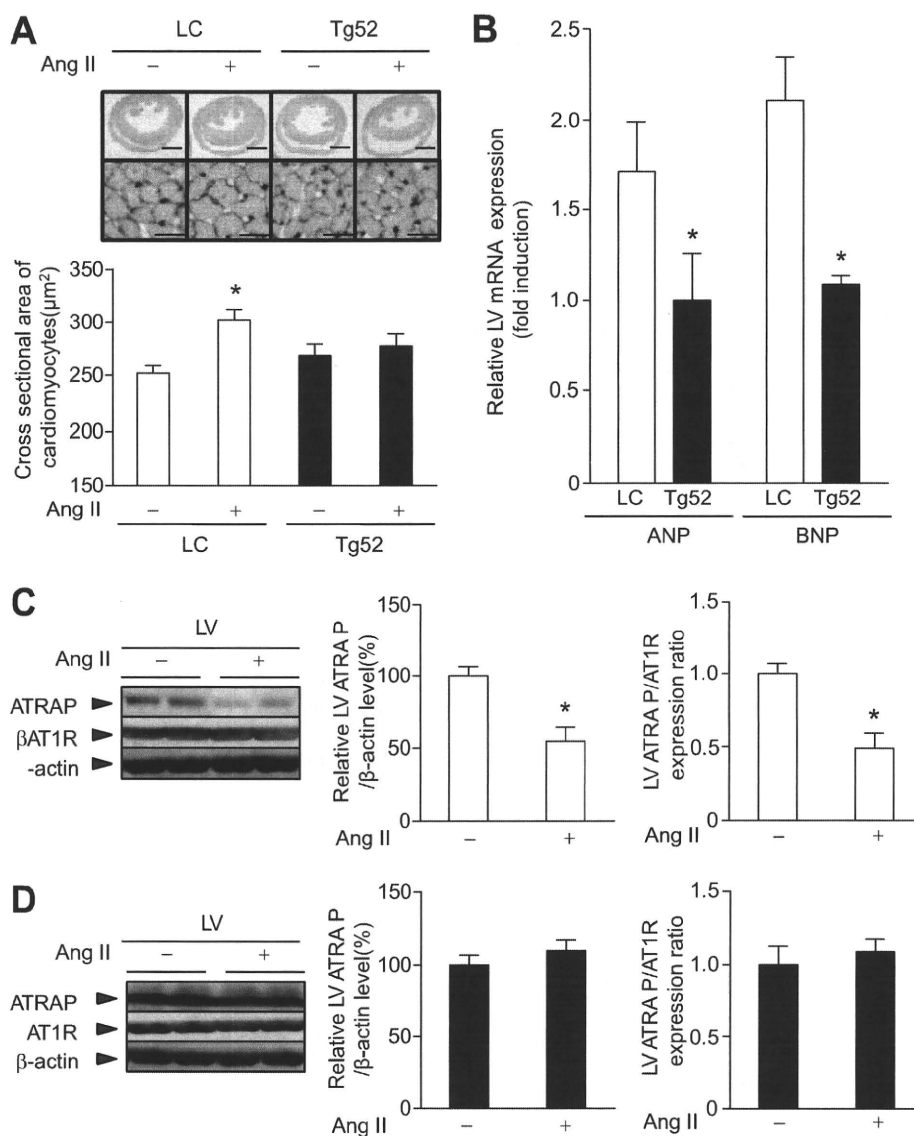 A
LC Tg52
Ang II − + − +
Cross sectional area of
cardiomyocytes(μm²)
350
300
250
200
150
Ang II − + − +
LC Tg52
B
Relative LV mRNA expression
(fold induction)
2.5
2.0
1.5
1.0
0.5
0
* *
LC Tg52 LC Tg52
ANP BNP
C
LV
Ang II − +
ATRAP
βAT1R
-actin
Relative LV ATRA P
/β-actin level(%)
150
100
50
0
*
Ang II − +
LV ATRA P/AT1R
expression ratio
1.5
1.0
0.5
0
*
Ang II − +
D
LV
Ang II − +
ATRAP
AT1R
β-actin
Relative LV ATRA P
/β-actin level(%)
150
100
50
0
Ang II − +
LV ATRA P/AT1R
expression ratio
1.5
1.0
0.5
0
Ang II − +